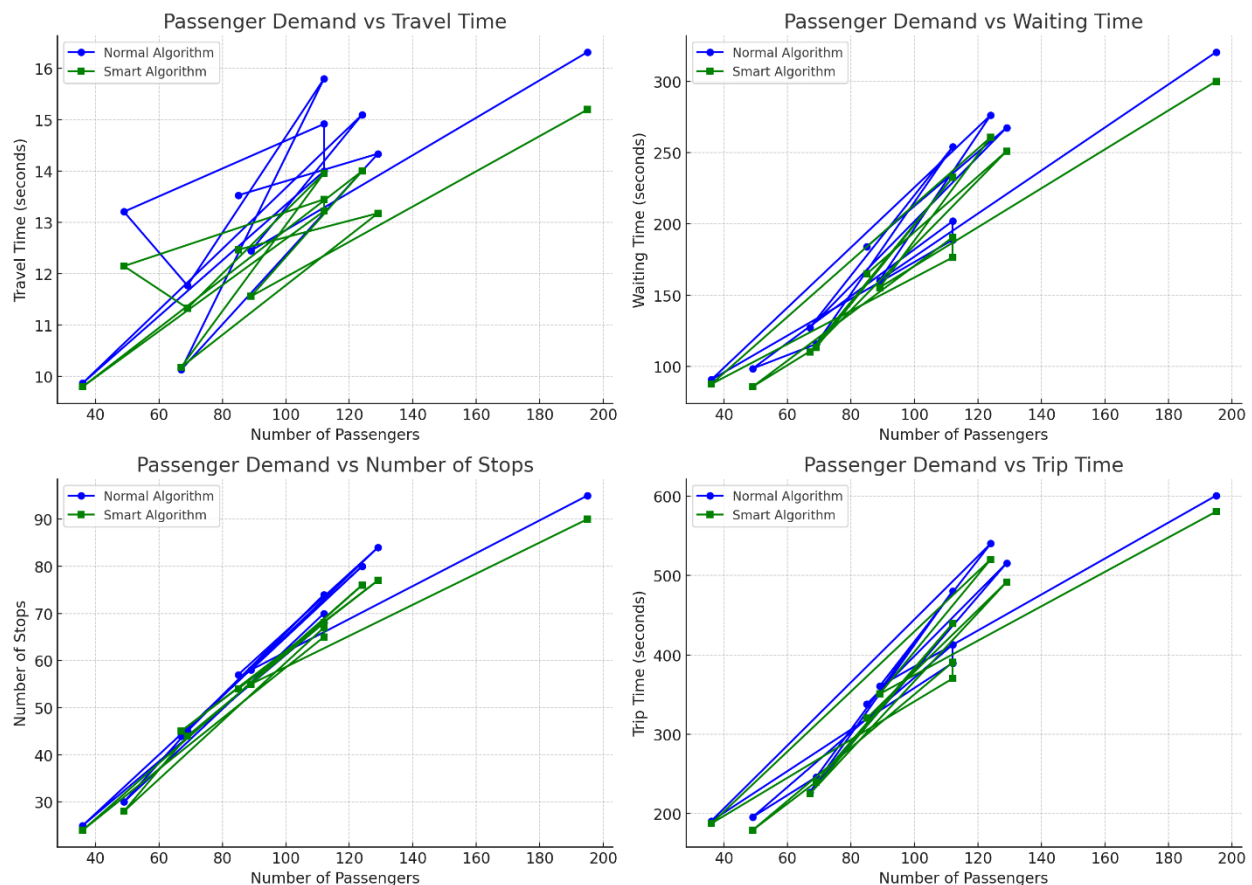 Passenger Demand vs Travel Time
Normal Algorithm
Smart Algorithm
Travel Time (seconds)
16
15
14
13
12
11
10
40 60 80 100 120 140 160 180 200
Number of Passengers
Passenger Demand vs Waiting Time
Normal Algorithm
Smart Algorithm
Waiting Time (seconds)
300
250
200
150
100
40 60 80 100 120 140 160 180 200
Number of Passengers
Passenger Demand vs Number of Stops
Normal Algorithm
Smart Algorithm
Number of Stops
90
80
70
60
50
40
30
40 60 80 100 120 140 160 180 200
Number of Passengers
Passenger Demand vs Trip Time
Normal Algorithm
Smart Algorithm
Trip Time (seconds)
600
500
400
300
200
40 60 80 100 120 140 160 180 200
Number of Passengers